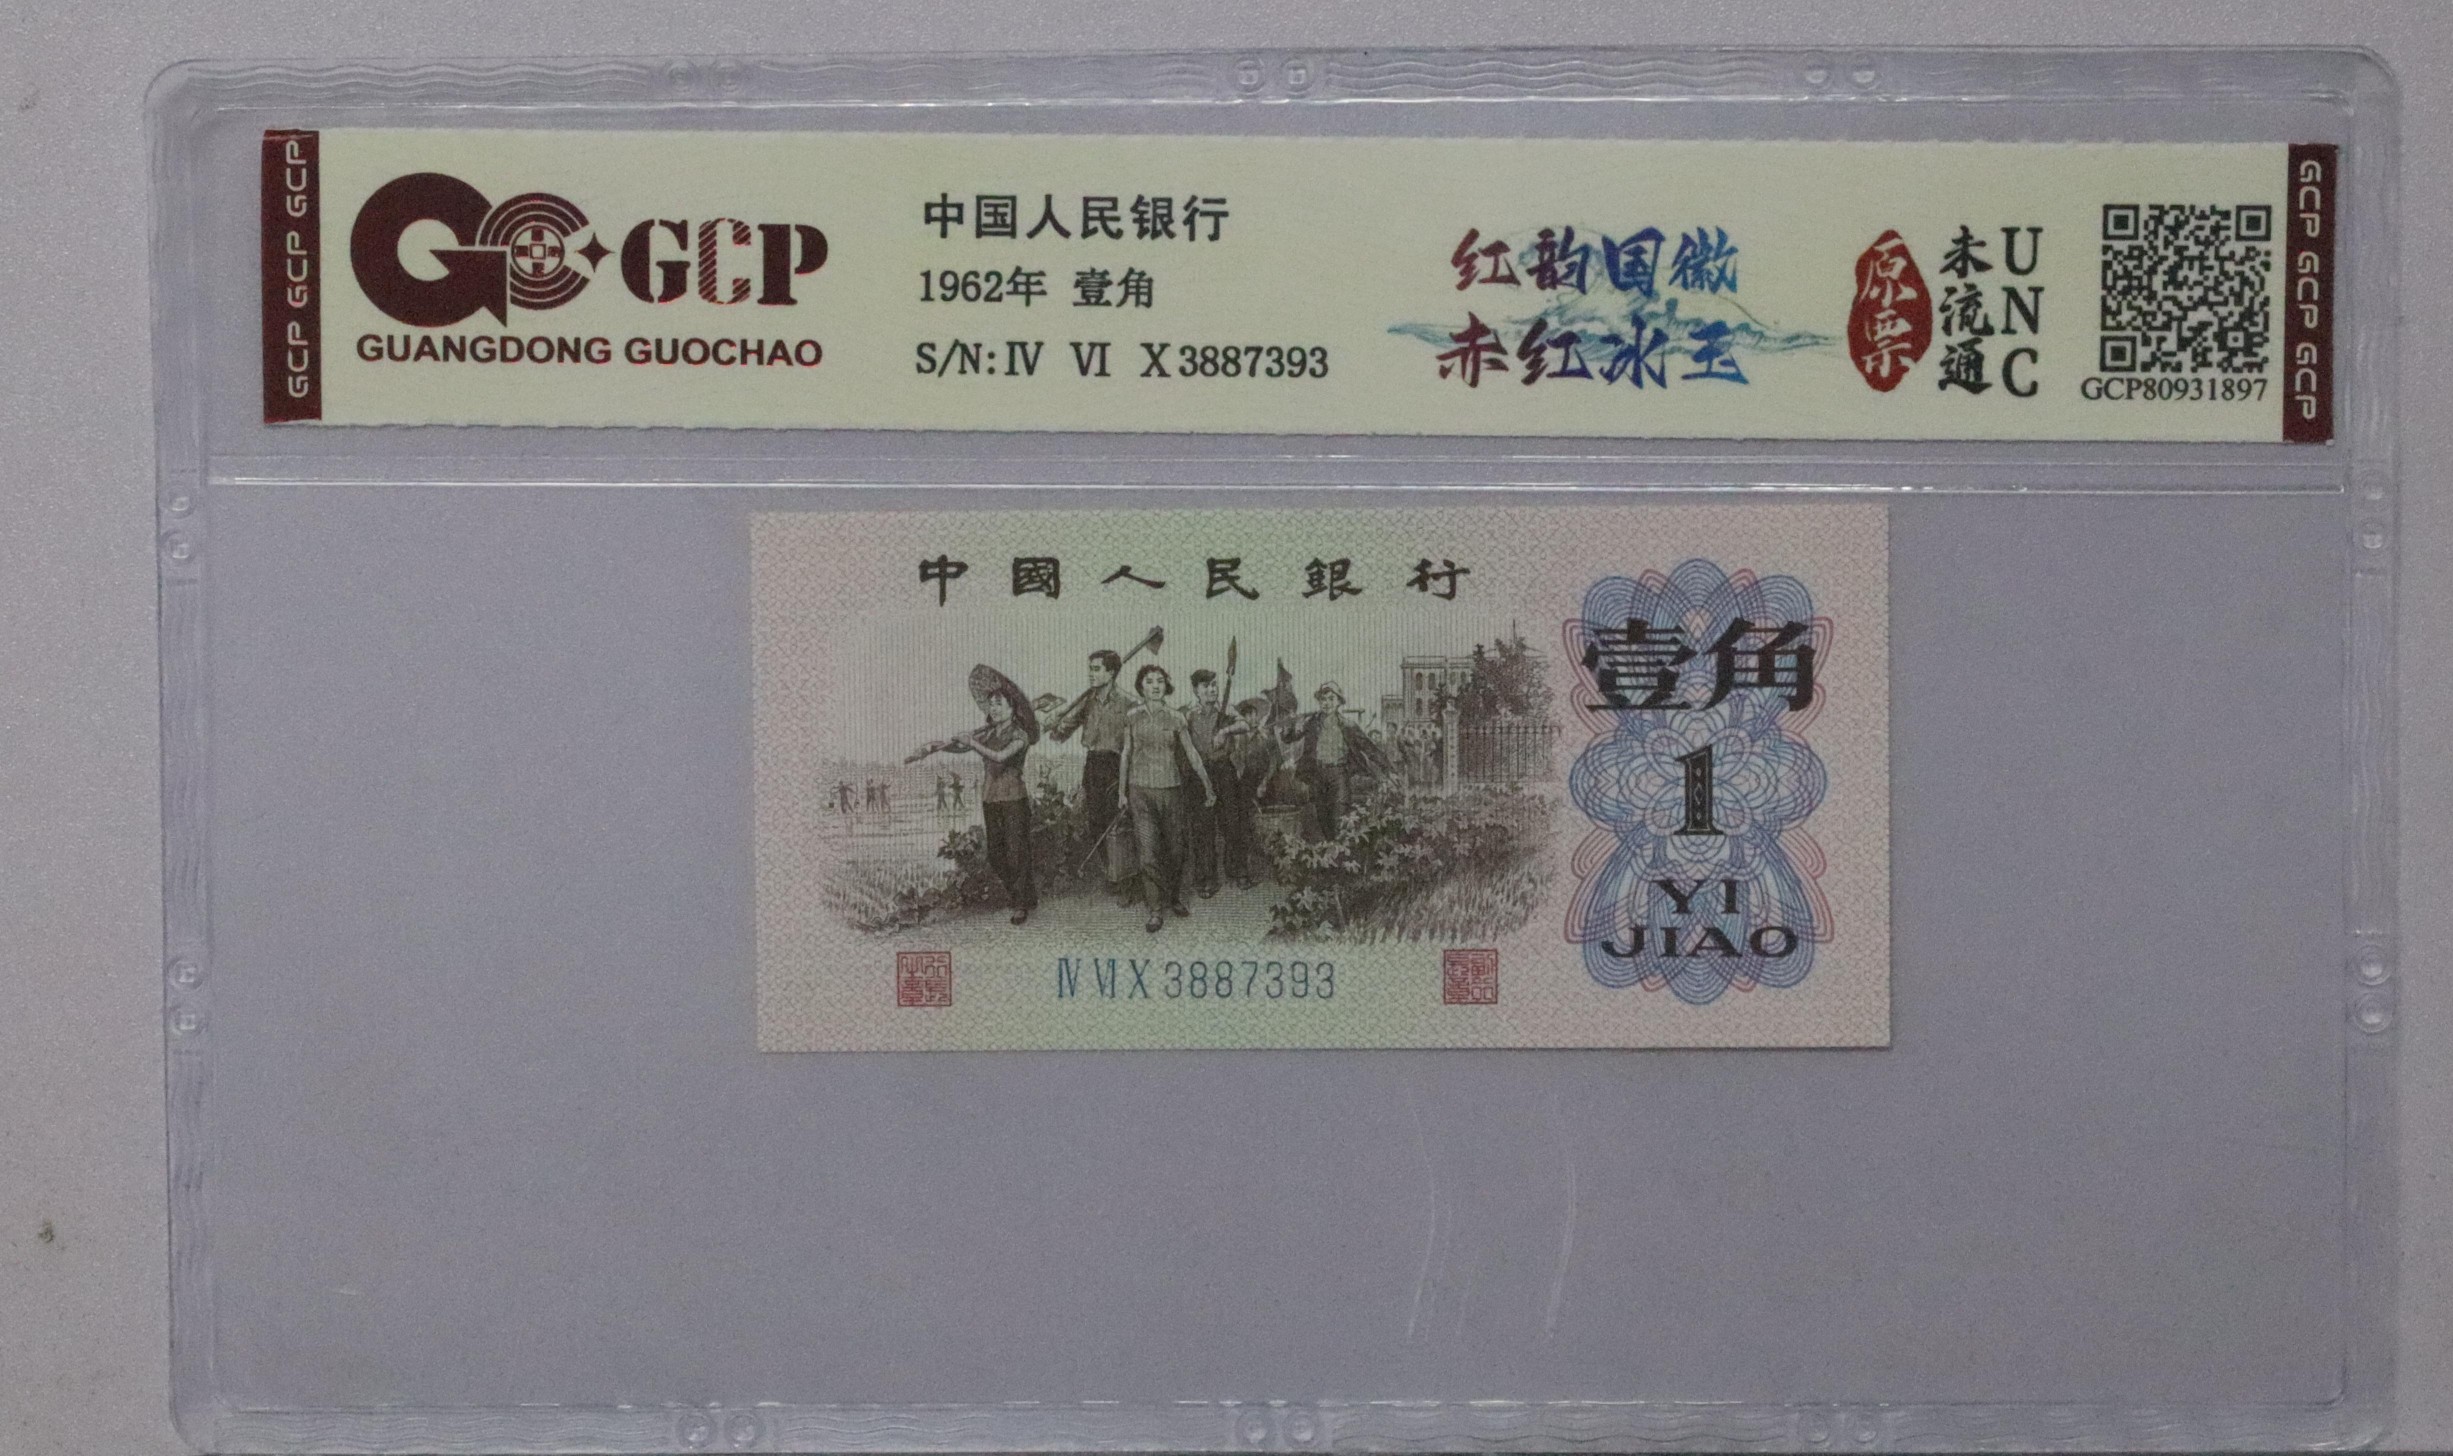 GCP GCP GCP
GCP
GUANGDONG GUOCHAO
中国人民银行
1962年 壹角
S/N: Ⅳ Ⅵ Ⅹ 3887393
红韵国徽
赤红冰玉
原票
未流通
UNC
GCP80931897
GCP GCP GCP
中國人民銀行
壹角
1
YI
JIAO
Ⅳ Ⅵ Ⅹ 3887393